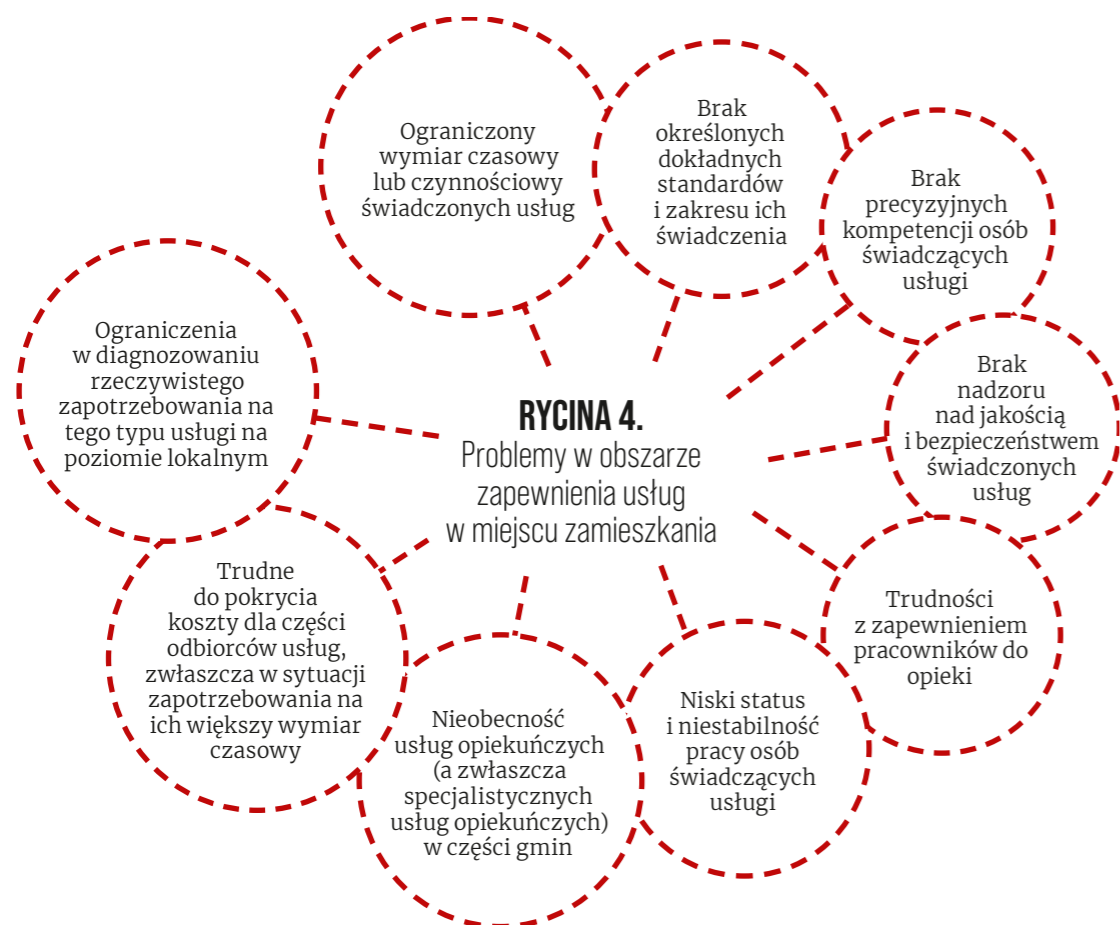 Ograniczony
wymiar czasowy
lub czynnościowy
świadczonych usług
Brak
określonych
dokładnych
standardów
i zakresu ich
świadczenia
Brak
precyzyjnych
kompetencji osób
świadczących
usługi
Brak
nadzoru
nad jakością
i bezpieczeństwem
świadczonych
usług
Trudności
z zapewnieniem
pracowników do
opieki
Niski status
i niestabilność
pracy osób
świadczących
usługi
Nieobecność
usług opiekuńczych
(a zwłaszcza
specjalistycznych
usług opiekuńczych)
w części gmin
Trudne
do pokrycia
koszty dla części
odbiorców usług,
zwłaszcza w sytuacji
zapotrzebowania na
ich większy wymiar
czasowy
Ograniczenia
w diagnozowaniu
rzeczywistego
zapotrzebowania na
tego typu usługi na
poziomie lokalnym
RYCINA 4.
Problemy w obszarze
zapewnienia usług
w miejscu zamieszkania